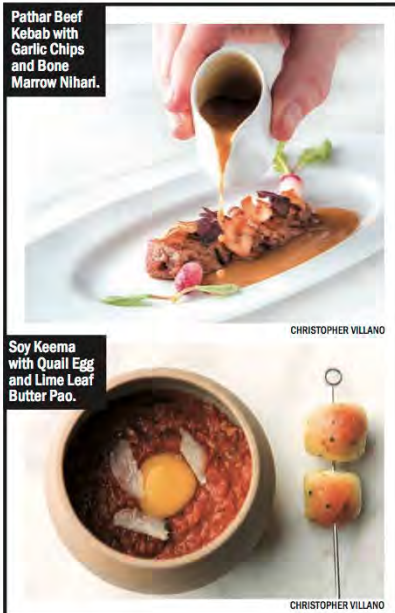 Pathar Beef
Kebab with
Garlic Chips
and Bone
Marrow Nihari.
CHRISTOPHER VILLANO
Soy Keema
with Quail Egg
and Lime Leaf
Butter Pao.
CHRISTOPHER VILLANO